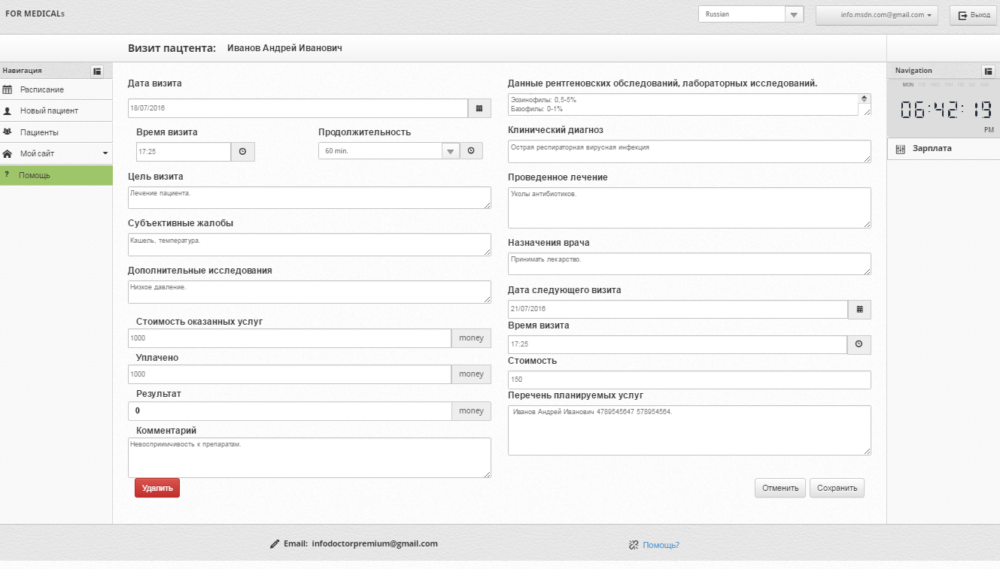 FOR MEDICALs
Russian
info.msdn.com@gmail.com
Выход
Визит пацтента: Иванов Андрей Иванович
Навигация
Расписание
Новый пациент
Пациенты
Мой сайт
? Помощь
Дата визита
18/07/2016
Время визита
Продолжительность
17:25
60 min.
Цель визита
Лечение пациента.
Субъективные жалобы
Кашель, температура.
Дополнительные исследования
Низкое давление.
Стоимость оказанных услуг
1000 money
Уплачено
1000 money
Результат
0 money
Комментарий
Невосприимчивость к препаратам.
Удалить
Данные рентгеновских обследований, лабораторных исследований.
Эозинофилы: 0,5-5%
Базофилы: 0-1%
Клинический диагноз
Острая респираторная вирусная инфекция
Проведенное лечение
Уколы антибиотиков.
Назначения врача
Принимать лекарство.
Дата следующего визита
21/07/2016
Время визита
17:25
Стоимость
150
Перечень планируемых услуг
Иванов Андрей Иванович 4789545647 578954564.
Отменить
Сохранить
Navigation
MON TUE WED THU FRI SAT SUN
06:42:19
PM
Зарплата
Email: infodoctorpremium@gmail.com
Помощь?